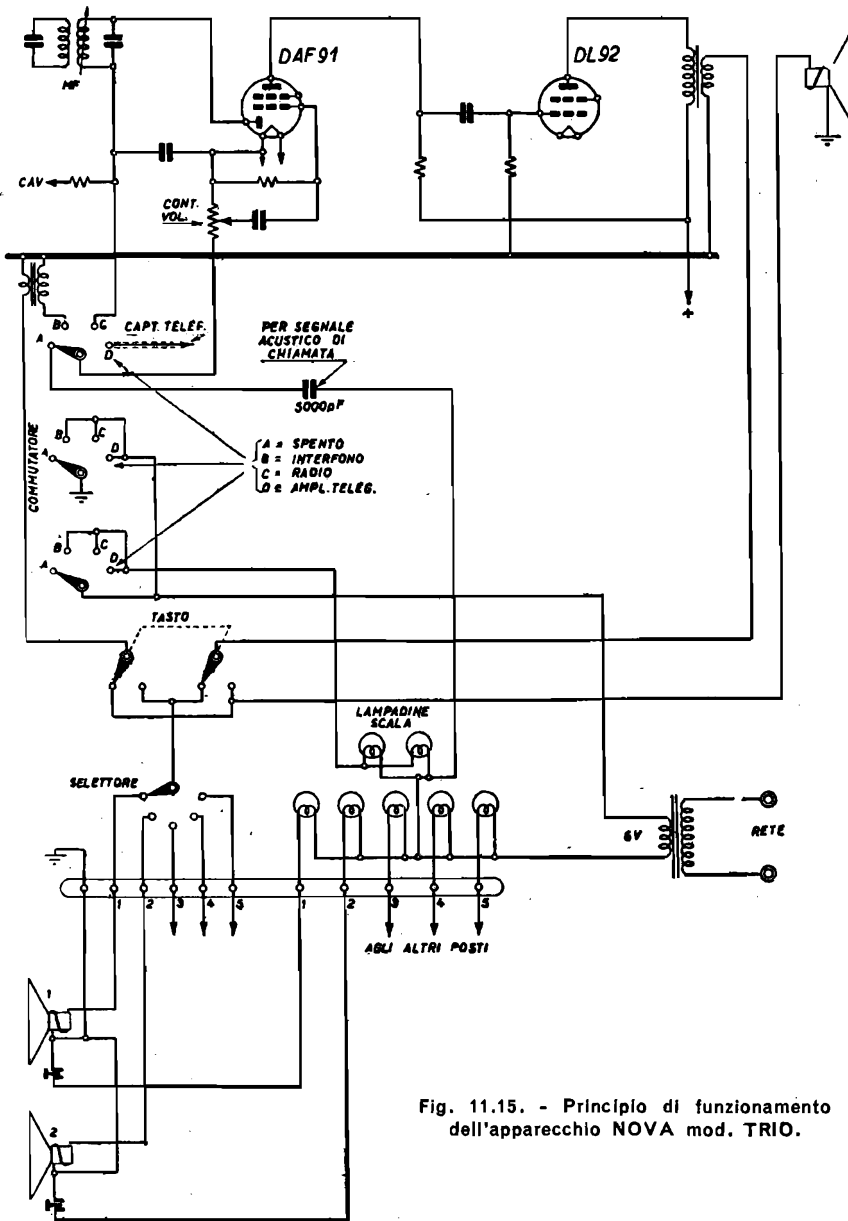 DAF91
DL92
MF
CAV
CONT.
VOL.
B
C
CAPT. TELEF.
A
D
PER SEGNALE
ACUSTICO DI
CHIAMATA
5000pF
COMMUTATORE
B
C
A
D
A = SPENTO
B = INTERFONO
C = RADIO
D = AMPL. TELEG.
B
C
A
D
TASTO
LAMPADINE
SCALA
SELETTORE
6V
RETE
+
1
2
3
4
5
1
2
3
4
5
AGLI ALTRI POSTI
1
2
Fig. 11.15. - Principio di funzionamento
dell'apparecchio NOVA mod. TRIO.